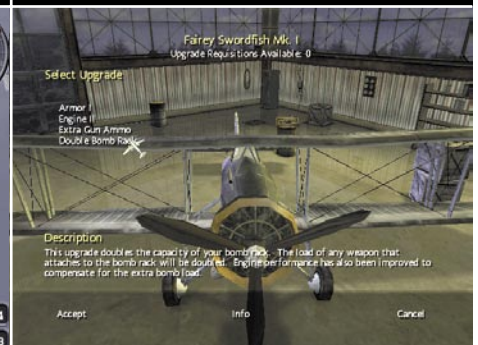 Fairey Swordfish Mk. I
Upgrade Requisitions Available: 0
Select Upgrade
Armor I
Engine II
Extra Gun Ammo
Double Bomb Rack
Description
This upgrade doubles the capacity of your bomb rack. The load of any weapon that
attaches to the bomb rack will be doubled. Engine performance has also been improved to
compensate for the extra bomb load.
Accept
Info
Cancel